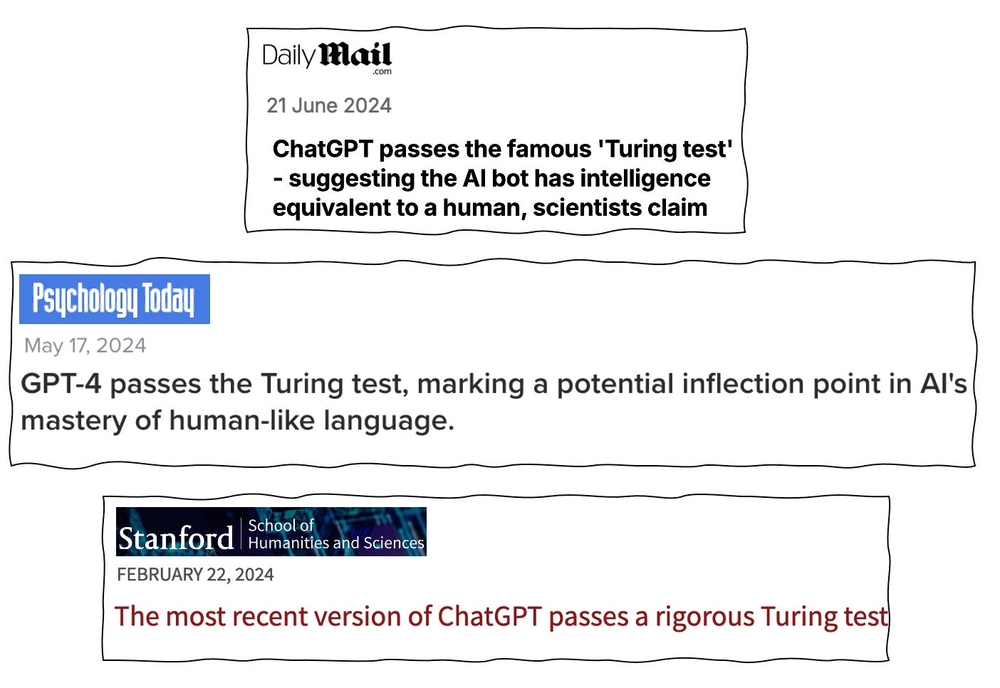 Daily Mail
.com
21 June 2024
ChatGPT passes the famous 'Turing test'
- suggesting the AI bot has intelligence
equivalent to a human, scientists claim
Psychology Today
May 17, 2024
GPT-4 passes the Turing test, marking a potential inflection point in AI's
mastery of human-like language.
Stanford
School of
Humanities and Sciences
FEBRUARY 22, 2024
The most recent version of ChatGPT passes a rigorous Turing test